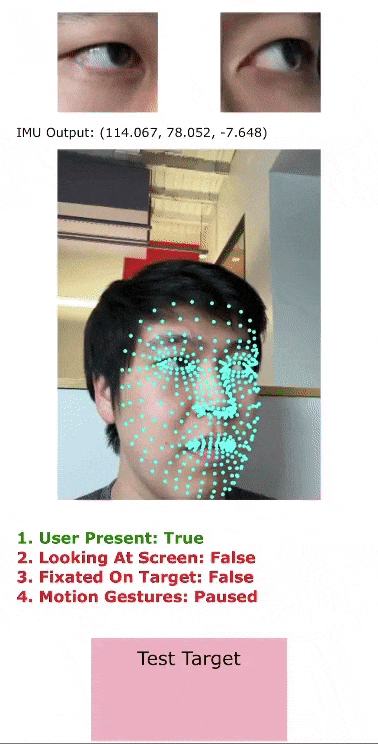 IMU Output: (114.067, 78.052, -7.648)
1. User Present: True
2. Looking At Screen: False
3. Fixated On Target: False
4. Motion Gestures: Paused
Test Target